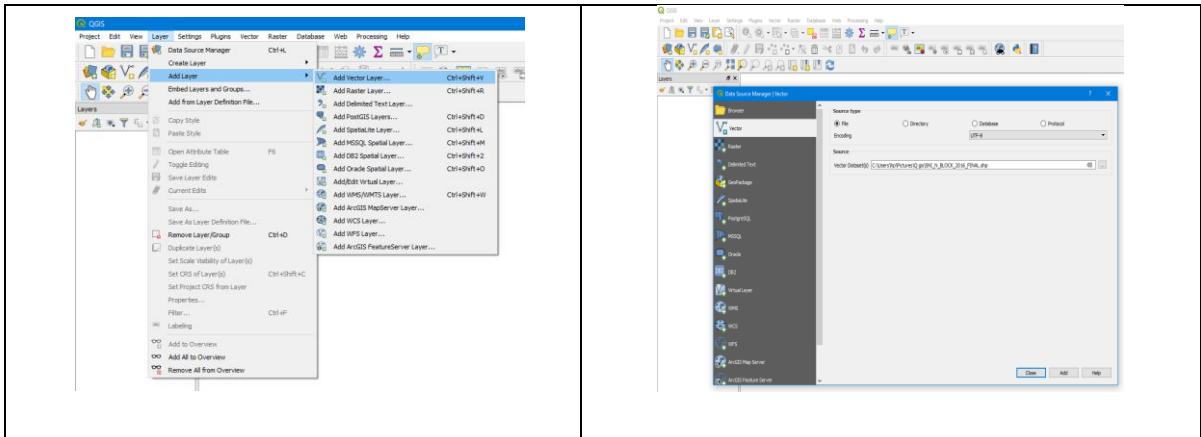 QGIS
Project Edit View Layer Settings Plugins Vector Raster Database Web Processing Help
Data Source Manager Ctrl+L
Create Layer
Add Layer
Embed Layers and Groups...
Add from Layer Definition File...
Copy Style
Paste Style
Open Attribute Table F6
Toggle Editing
Save Layer Edits
Current Edits
Save As...
Save As Layer Definition File...
Remove Layer/Group Ctrl+D
Duplicate Layer(s)
Set Scale Visibility of Layer(s)
Set CRS of Layer(s) Ctrl+Shift+C
Set Project CRS from Layer
Properties...
Filter... Ctrl+F
Labeling
Add to Overview
Add All to Overview
Remove All from Overview
Add Vector Layer... Ctrl+Shift+V
Add Raster Layer... Ctrl+Shift+R
Add Delimited Text Layer...
Add PostGIS Layers... Ctrl+Shift+D
Add SpatiaLite Layer... Ctrl+Shift+L
Add MSSQL Spatial Layer... Ctrl+Shift+M
Add DB2 Spatial Layer... Ctrl+Shift+2
Add Oracle Spatial Layer... Ctrl+Shift+O
Add/Edit Virtual Layer...
Add WMS/WMTS Layer... Ctrl+Shift+W
Add ArcGIS MapServer Layer...
Add WCS Layer...
Add WFS Layer...
Add ArcGIS FeatureServer Layer...
Layers
QGIS
Project Edit View Layer Settings Plugins Vector Raster Database Web Processing Help
Layers
Data Source Manager | Vector
Browser
Vector
Raster
Delimited Text
GeoPackage
SpatiaLite
PostgreSQL
MSSQL
Oracle
DB2
Virtual Layer
WMS
WCS
WFS
ArcGIS Map Server
ArcGIS Feature Server
Source type
File Directory Database Protocol
Encoding UTF-8
Source
Vector Dataset(s)
Close Add Help